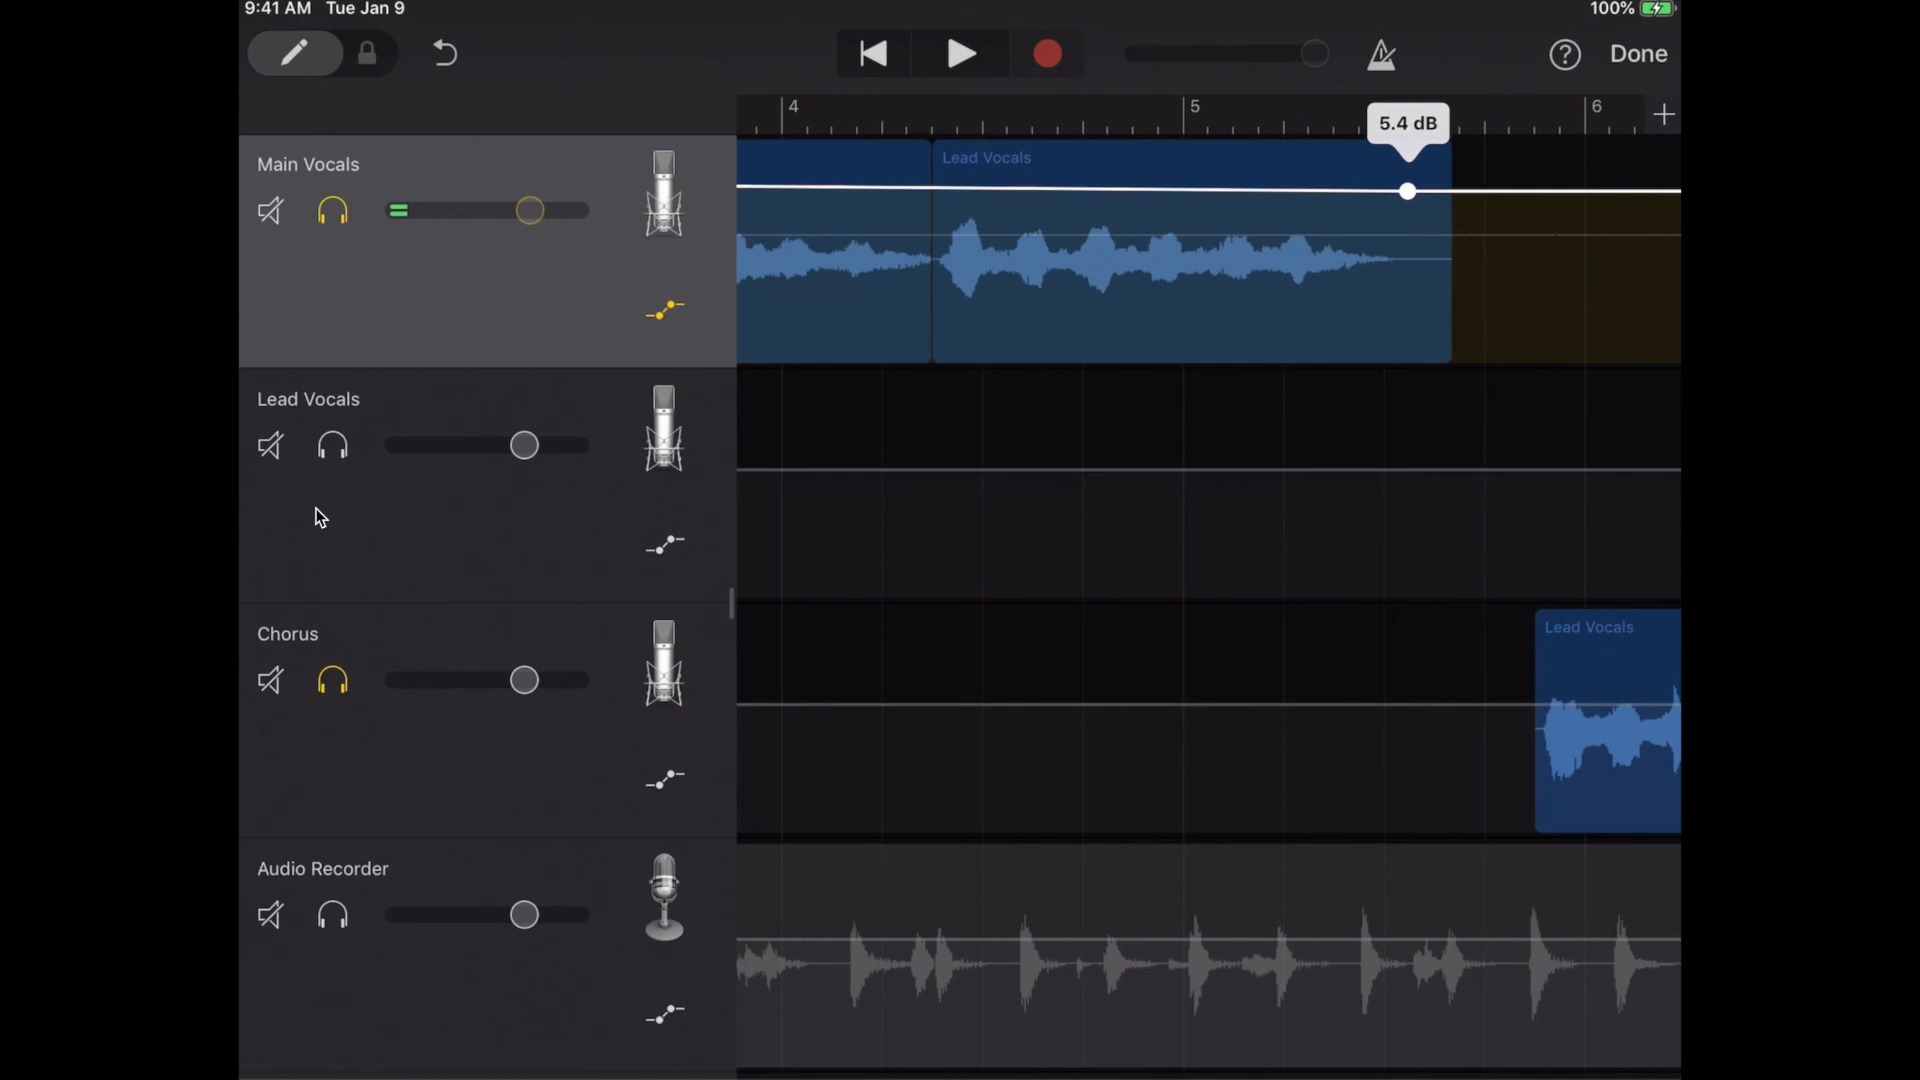 9:41 AM Tue Jan 9
100%
Done
4
5
6
5.4 dB
Main Vocals
Lead Vocals
Lead Vocals
Chorus
Lead Vocals
Audio Recorder